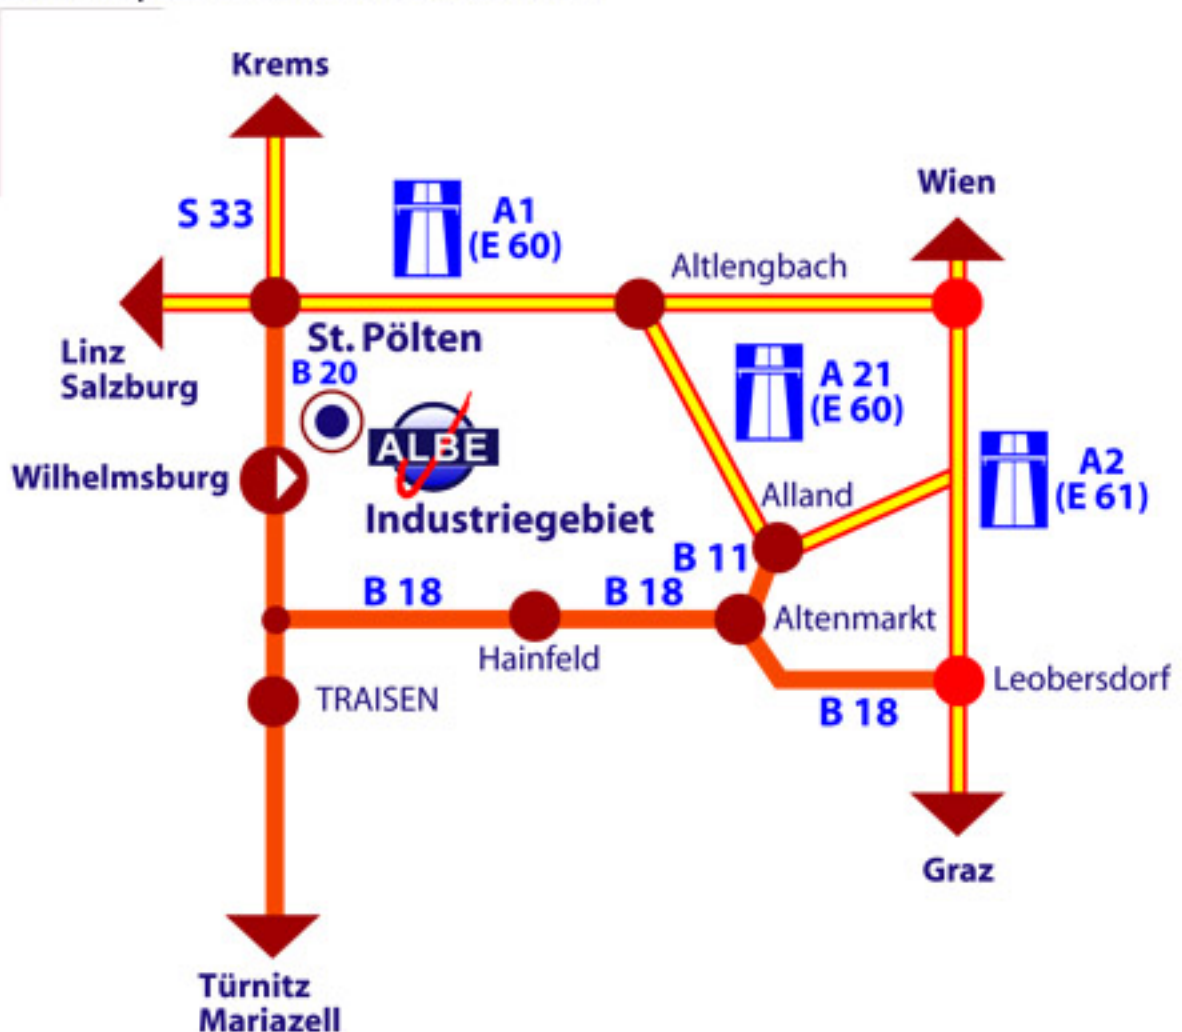 Krems
Wien
S 33
A1
(E 60)
Altlengbach
St. Pölten
Linz
Salzburg
B 20
A 21
(E 60)
ALBE
Wilhelmsburg
Industriegebiet
Alland
A2
(E 61)
B 11
B 18
B 18
Altenmarkt
Hainfeld
TRAISEN
Leobersdorf
B 18
Graz
Türnitz
Mariazell